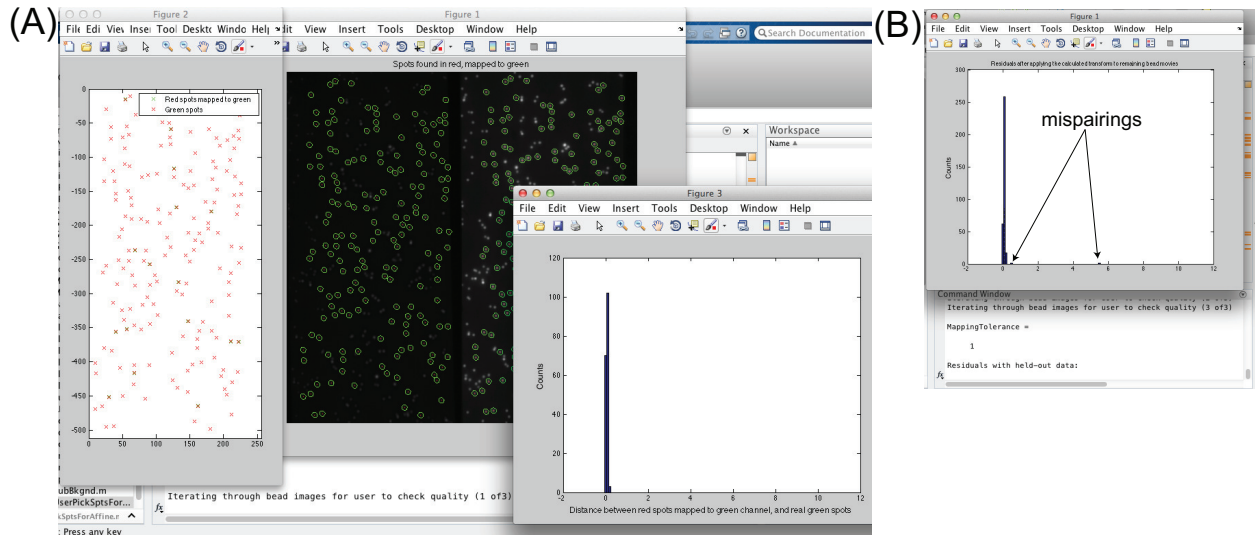 (A)
Figure 2
File Edi Viev Inser Tool Deskto Windc Help
Red spots mapped to green
Green spots
0
-50
-100
-150
-200
-250
-300
-350
-400
-450
-500
0 50 100 150 200 250
Figure 1
dit View Insert Tools Desktop Window Help
Search Documentation
Spots found in red, mapped to green
Workspace
Name
Figure 3
File Edit View Insert Tools Desktop Window Help
120
100
80
60
40
20
0
Counts
-2 0 2 4 6 8 10 12
Distance between red spots mapped to green channel, and real green spots
ubBkgnd.m
JserPickSptsFor...
kSptsForAffine.r
Iterating through bead images for user to check quality (1 of3)
fx
: Press any key
(B)
Figure 1
File Edit View Insert Tools Desktop Window Help
Residuals after applying the calculated transform to remaining bead movies
300
250
200
150
100
50
0
Counts
mispairings
-2 0 2 4 6 8 10 12
Command Window
Iterating through bead images for user to check quality (3 of3)
MappingTolerance =
1
Residuals with held-out data:
fx